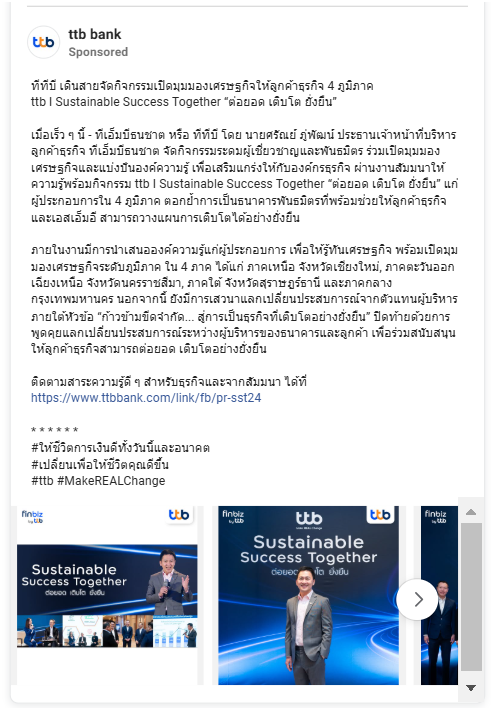 ttb bank
Sponsored
ทีทีบี เดินสายจัดกิจกรรมเปิดมุมมองเศรษฐกิจให้ลูกค้าธุรกิจ 4 ภูมิภาค
ttb I Sustainable Success Together “ต่อยอด เติบโต ยั่งยืน”
เมื่อเร็ว ๆ นี้ - ทีเอ็มบีธนชาต หรือ ทีทีบี โดย นายศรัณย์ ภู่พัฒน์ ประธานเจ้าหน้าที่บริหาร
ลูกค้าธุรกิจ ทีเอ็มบีธนชาต จัดกิจกรรมระดมผู้เชี่ยวชาญและพันธมิตร ร่วมเปิดมุมมอง
เศรษฐกิจและแบ่งปันองค์ความรู้ เพื่อเสริมแกร่งให้กับองค์กรธุรกิจ ผ่านงานสัมมนาให้
ความรู้พร้อมกิจกรรม ttb I Sustainable Success Together “ต่อยอด เติบโต ยั่งยืน” แก่
ผู้ประกอบการใน 4 ภูมิภาค ตอกย้ำการเป็นธนาคารพันธมิตรที่พร้อมช่วยให้ลูกค้าธุรกิจ
และเอสเอ็มอี สามารถวางแผนการเติบโตได้อย่างยั่งยืน
ภายในงานมีการนำเสนอองค์ความรู้แก่ผู้ประกอบการ เพื่อให้รู้ทันเศรษฐกิจ พร้อมเปิดมุม
มองเศรษฐกิจระดับภูมิภาค ใน 4 ภาค ได้แก่ ภาคเหนือ จังหวัดเชียงใหม่, ภาคตะวันออก
เฉียงเหนือ จังหวัดนครราชสีมา, ภาคใต้ จังหวัดสุราษฎร์ธานี และภาคกลาง
กรุงเทพมหานคร นอกจากนี้ ยังมีการเสวนาแลกเปลี่ยนประสบการณ์จากตัวแทนผู้บริหาร
ภายใต้หัวข้อ “ก้าวข้ามขีดจำกัด... สู่การเป็นธุรกิจที่เติบโตอย่างยั่งยืน” ปิดท้ายด้วยการ
พูดคุยแลกเปลี่ยนประสบการณ์ระหว่างผู้บริหารของธนาคารและลูกค้า เพื่อร่วมสนับสนุน
ให้ลูกค้าธุรกิจสามารถต่อยอด เติบโตอย่างยั่งยืน
ติดตามสาระความรู้ดี ๆ สำหรับธุรกิจและจากสัมมนา ได้ที่
https://www.ttbbank.com/link/fb/pr-sst24
* * * * * *
#ให้ชีวิตการเงินดีทั้งวันนี้และอนาคต
#เปลี่ยนเพื่อให้ชีวิตคุณดีขึ้น
#ttb #MakeREALChange
finbiz
by ttb
ttb
Sustainable
Success Together
ต่อยอด เติบโต ยั่งยืน
finbiz
by ttb
ttb
ttb
Sustainable
Success Together
ต่อยอด เติบโต ยั่งยืน
finbiz
by ttb